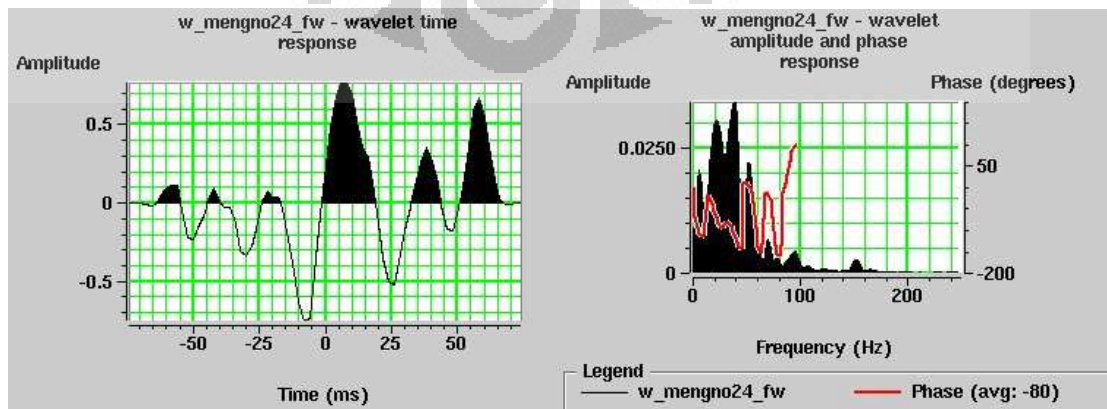 w_mengno24_fw - wavelet time
response
Amplitude
0.5
0
-0.5
-50 -25 0 25 50
Time (ms)
w_mengno24_fw - wavelet
amplitude and phase
response
Amplitude Phase (degrees)
0.0250 50
0 -200
0 100 200
Frequency (Hz)
Legend
w_mengno24_fw Phase (avg: -80)